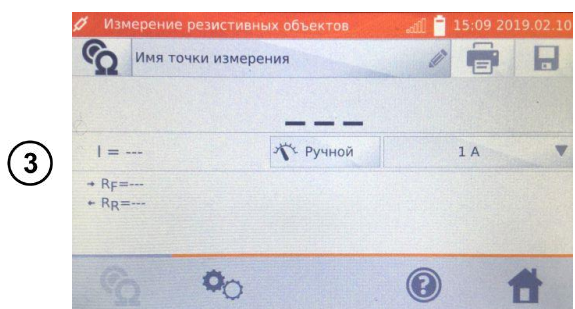 Измерение резистивных объектов 15:09 2019.02.10
Имя точки измерения
---
I = --- Ручной 1 A
3
→ RF=---
← RR=---
?